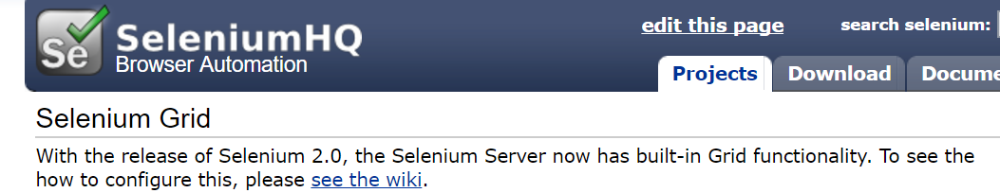 Se
SeleniumHQ
Browser Automation
edit this page
search selenium:
Projects
Download
Selenium Grid
With the release of Selenium 2.0, the Selenium Server now has built-in Grid functionality. To see the
how to configure this, please see the wiki.